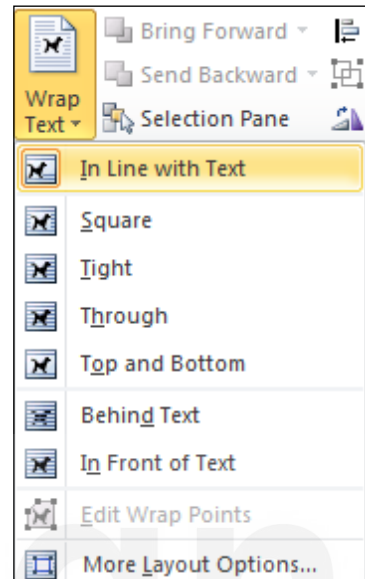 Bring Forward
Send Backward
Wrap
Text
Selection Pane
In Line with Text
Square
Tight
Through
Top and Bottom
Behind Text
In Front of Text
Edit Wrap Points
More Layout Options...